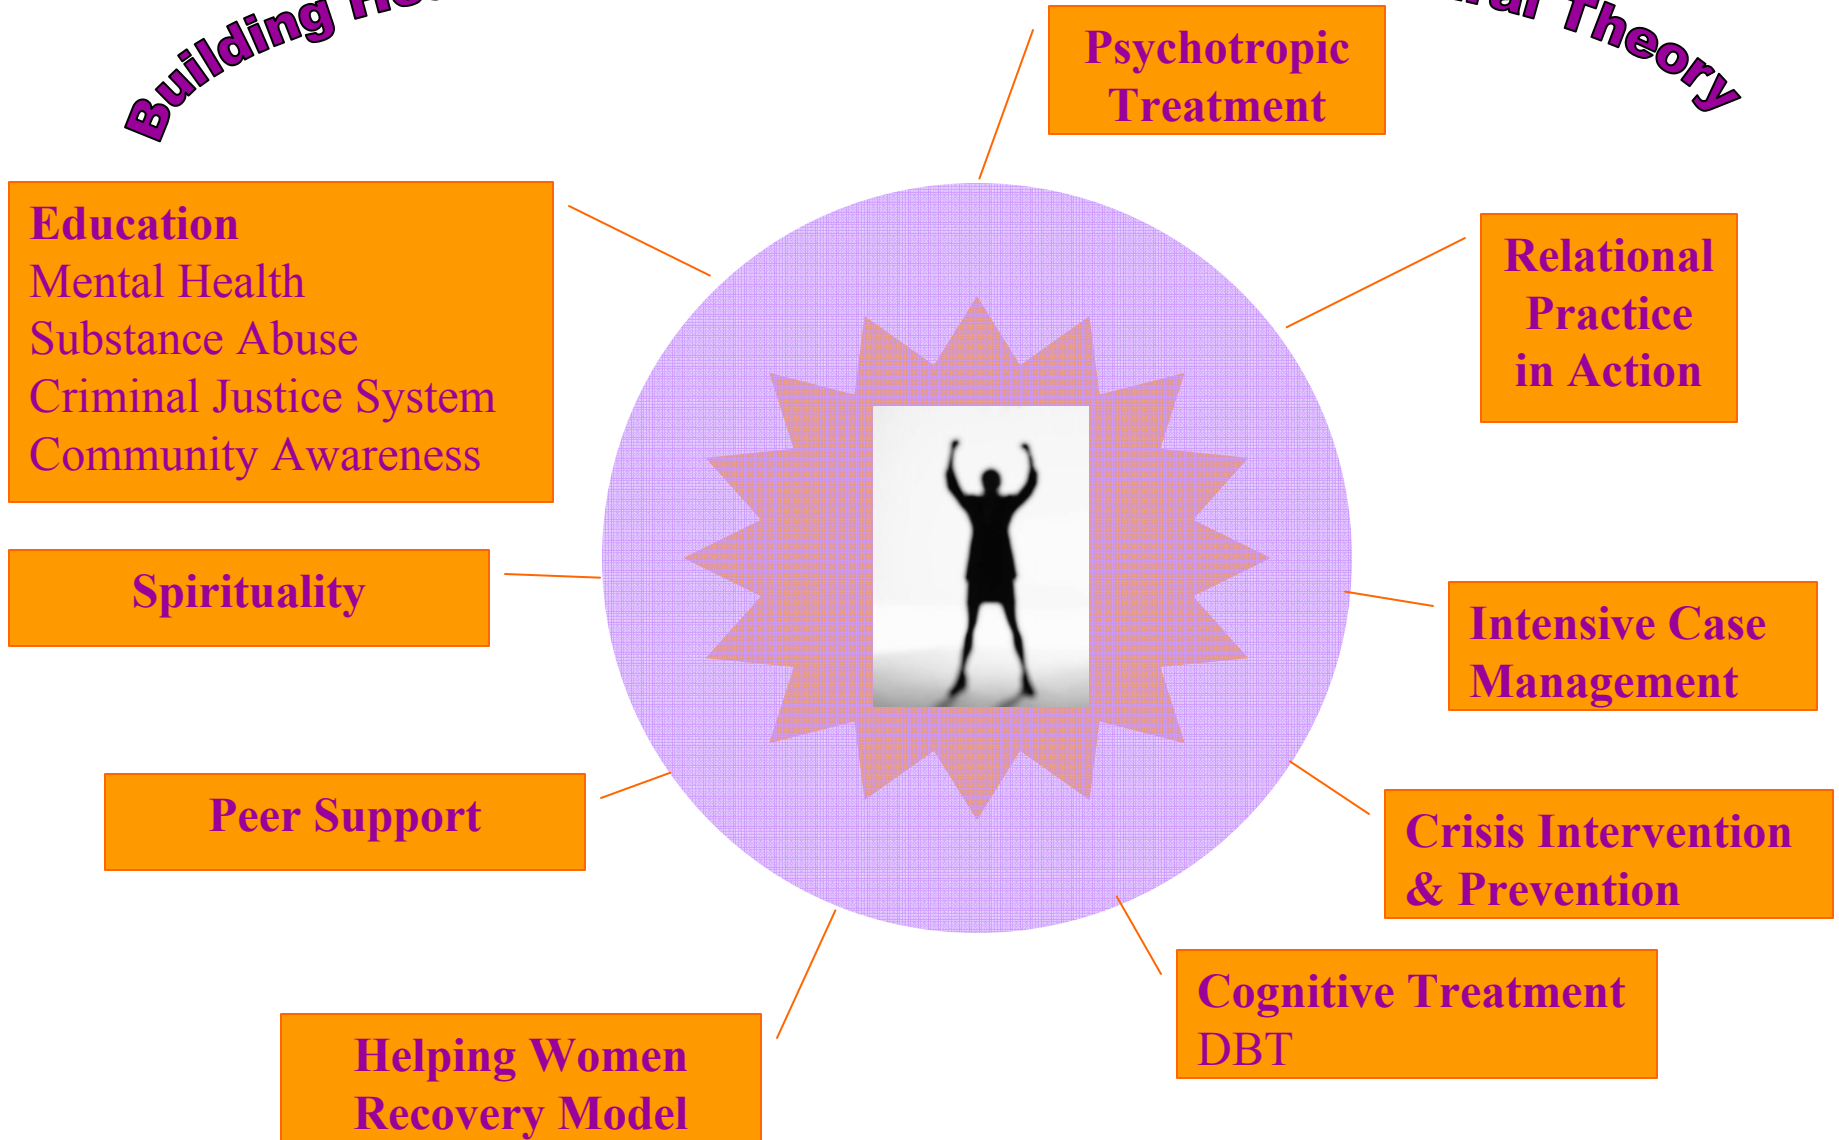 Building
Theory
Psychotropic
Treatment
Education
Mental Health
Substance Abuse
Criminal Justice System
Community Awareness
Relational
Practice
in Action
Spirituality
Intensive Case
Management
Peer Support
Crisis Intervention
& Prevention
Cognitive Treatment
DBT
Helping Women
Recovery Model